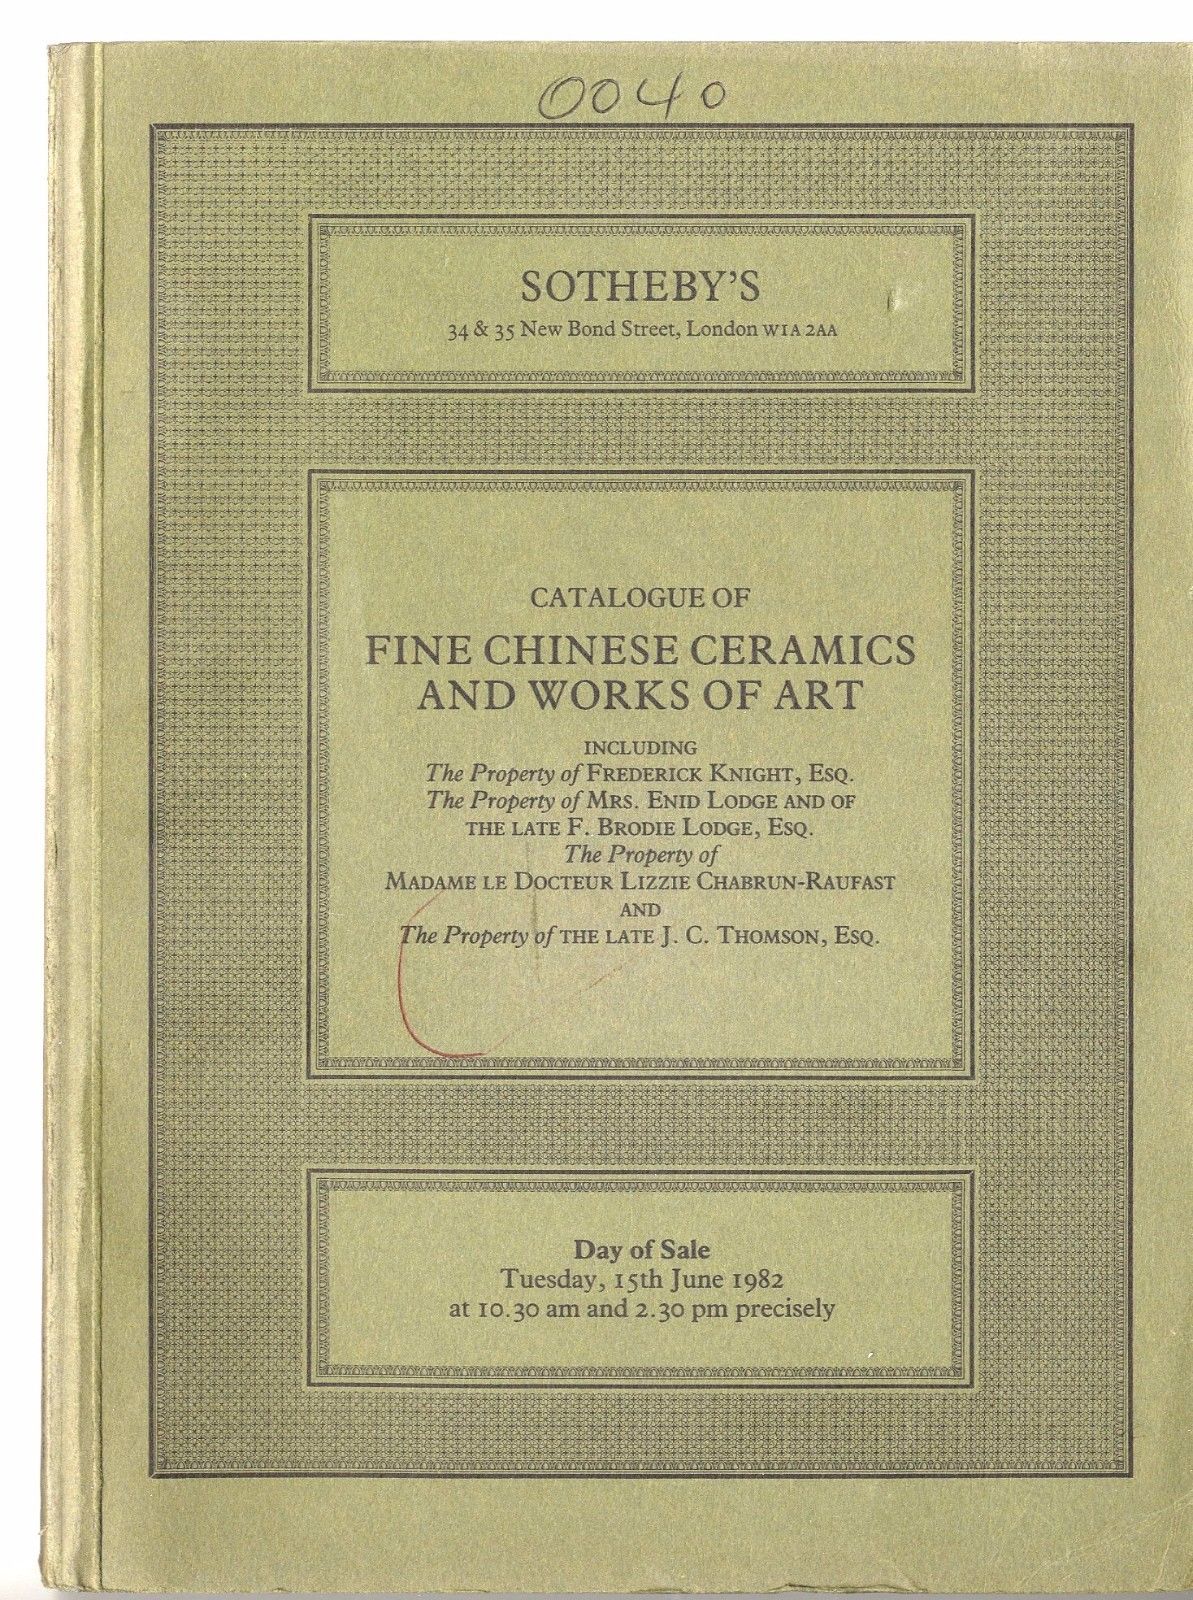 0040
SOTHEBY'S
34 & 35 New Bond Street, London W1A 2AA
CATALOGUE OF
FINE CHINESE CERAMICS
AND WORKS OF ART
INCLUDING
The Property of FREDERICK KNIGHT, ESQ.
The Property of MRS. ENID LODGE AND OF
THE LATE F. BRODIE LODGE, ESQ.
The Property of
MADAME LE DOCTEUR LIZZIE CHABRUN-RAUFAST
AND
The Property of THE LATE J. C. THOMSON, ESQ.
Day of Sale
Tuesday, 15th June 1982
at 10.30 am and 2.30 pm precisely